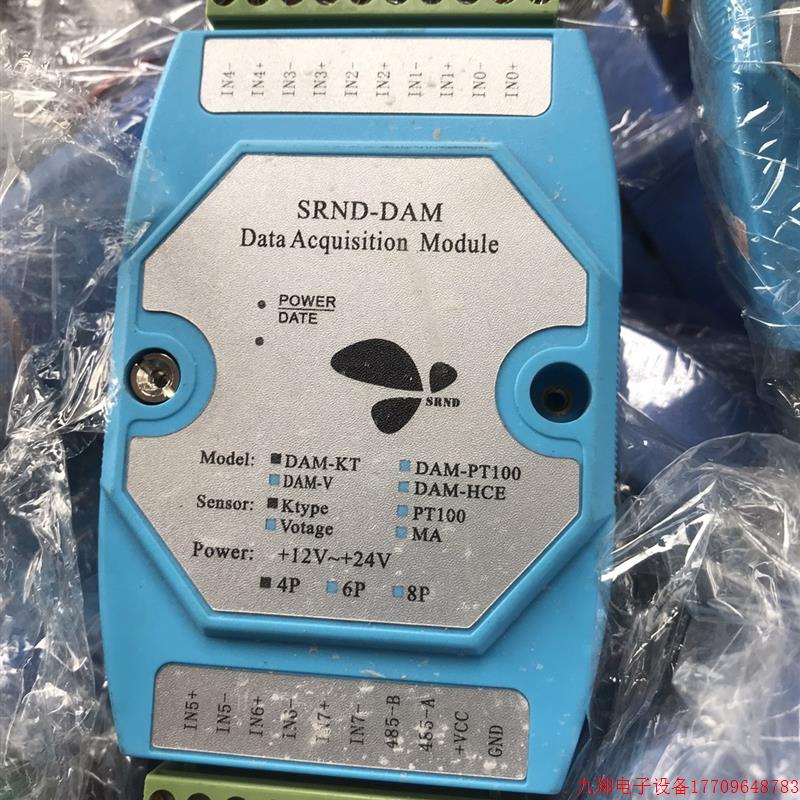 IN4- IN4+ IN3- IN3+ IN2- IN2+ IN1- IN1+ IN0- IN0+
SRND-DAM
Data Acquisition Module
POWER
DATE
SRND
Model: DAM-KT DAM-PT100
DAM-V DAM-HCE
Sensor: Ktype PT100
Votage MA
Power: +12V~+24V
4P 6P 8P
IN5+ IN5- IN6+ IN6- IN7+ IN7- 485-B 485-A +VCC GND
九翔电子设备17709648783